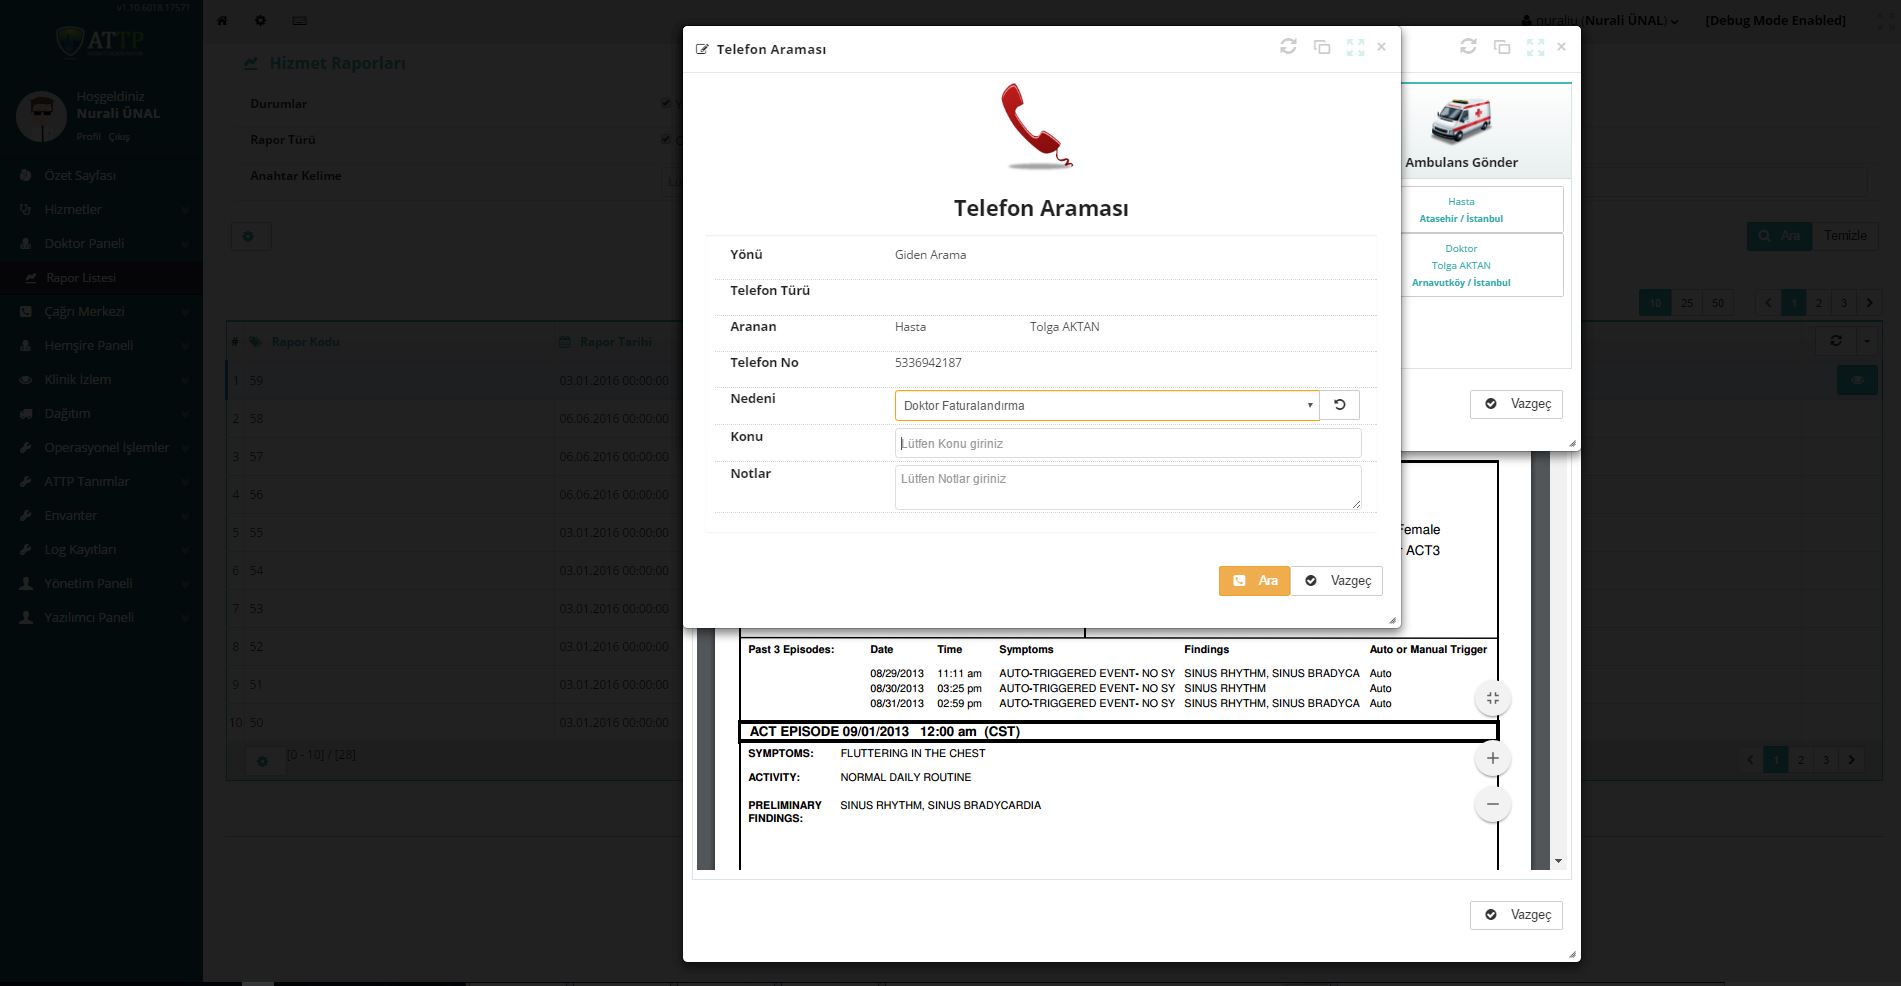 v1.10.6018.17571
ATTP
Hoşgeldiniz
Nurali ÜNAL
Profil Çıkış
Özet Sayfası
Hizmetler
Doktor Paneli
Rapor Listesi
Çağrı Merkezi
Hemşire Paneli
Klinik İzlem
Dağıtım
Operasyonel İşlemler
ATTP Tanımlar
Envanter
Log Kayıtları
Yönetim Paneli
Yazılımcı Paneli
nuraliu (Nurali ÜNAL) [Debug Mode Enabled]
Hizmet Raporları
Durumlar
Rapor Türü
Anahtar Kelime
Ara Temizle
10 25 50 1 2 3
# Rapor Kodu Rapor Tarihi
1 59 03.01.2016 00:00:00
2 58 06.06.2016 00:00:00
3 57 06.06.2016 00:00:00
4 56 06.06.2016 00:00:00
5 55 03.01.2016 00:00:00
6 54 03.01.2016 00:00:00
7 53 03.01.2016 00:00:00
8 52 03.01.2016 00:00:00
9 51 03.01.2016 00:00:00
10 50 03.01.2016 00:00:00
[0 - 10] / [28]
1 2 3
Telefon Araması
Telefon Araması
Yönü Giden Arama
Telefon Türü
Aranan Hasta Tolga AKTAN
Telefon No 5336942187
Nedeni Doktor Faturalandırma
Konu Lütfen Konu giriniz
Notlar Lütfen Notlar giriniz
Ara Vazgeç
Ambulans Gönder
Hasta
Atasehir / İstanbul
Doktor
Tolga AKTAN
Arnavutköy / İstanbul
Vazgeç
Female
ACT3
Past 3 Episodes: Date Time Symptoms Findings Auto or Manual Trigger
08/29/2013 11:11 am AUTO-TRIGGERED EVENT- NO SY SINUS RHYTHM, SINUS BRADYCA Auto
08/30/2013 03:25 pm AUTO-TRIGGERED EVENT- NO SY SINUS RHYTHM Auto
08/31/2013 02:59 pm AUTO-TRIGGERED EVENT- NO SY SINUS RHYTHM, SINUS BRADYCA Auto
ACT EPISODE 09/01/2013 12:00 am (CST)
SYMPTOMS: FLUTTERING IN THE CHEST
ACTIVITY: NORMAL DAILY ROUTINE
PRELIMINARY FINDINGS: SINUS RHYTHM, SINUS BRADYCARDIA
Vazgeç